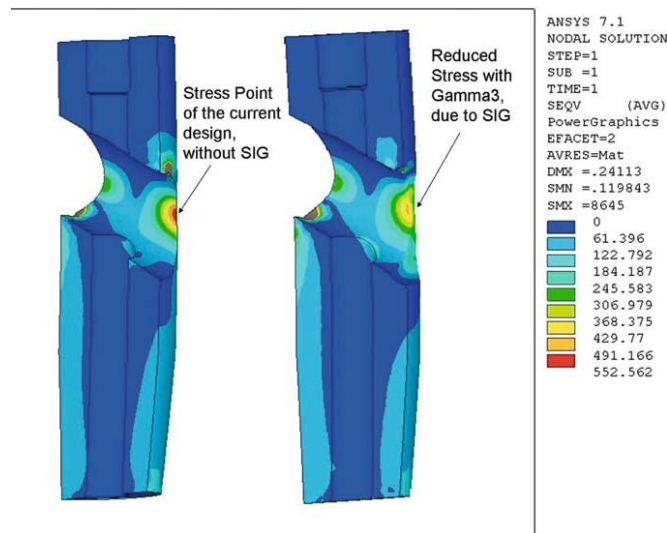 Stress Point
of the current
design,
without SIG
Reduced
Stress with
Gamma3,
due to SIG
ANSYS 7.1
NODAL SOLUTION
STEP=1
SUB =1
TIME=1
SEQV (AVG)
PowerGraphics
EFACET=2
AVRES=Mat
DMX =.24113
SMN =.119843
SMX =8645
0
61.396
122.792
184.187
245.583
306.979
368.375
429.77
491.166
552.562